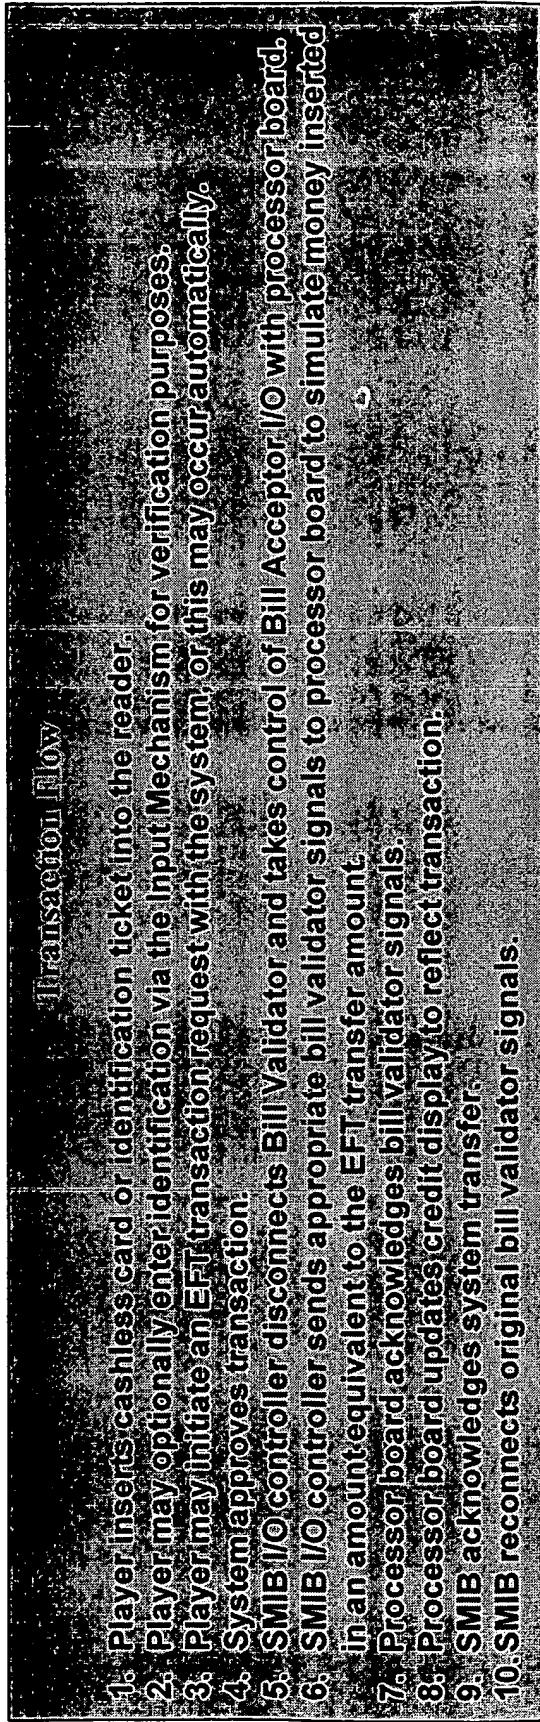 Transaction Flow
1. Player inserts cashless card or identification ticket into the reader.
2. Player may optionally enter identification via the Input Mechanism for verification purposes.
3. Player may initiate an EFT transaction request with the system, or, this may occur automatically.
4. System approves transaction.
5. SMIB I/O controller disconnects Bill Validator and takes control of Bill Acceptor I/O with processor board.
6. SMIB I/O controller sends appropriate bill validator signals to processor board to simulate money inserted
in an amount equivalent to the EFT transfer amount.
7. Processor board acknowledges bill validator signals.
8. Processor board updates credit display to reflect transaction.
9. SMIB acknowledges system transfer.
10. SMIB reconnects original bill validator signals.